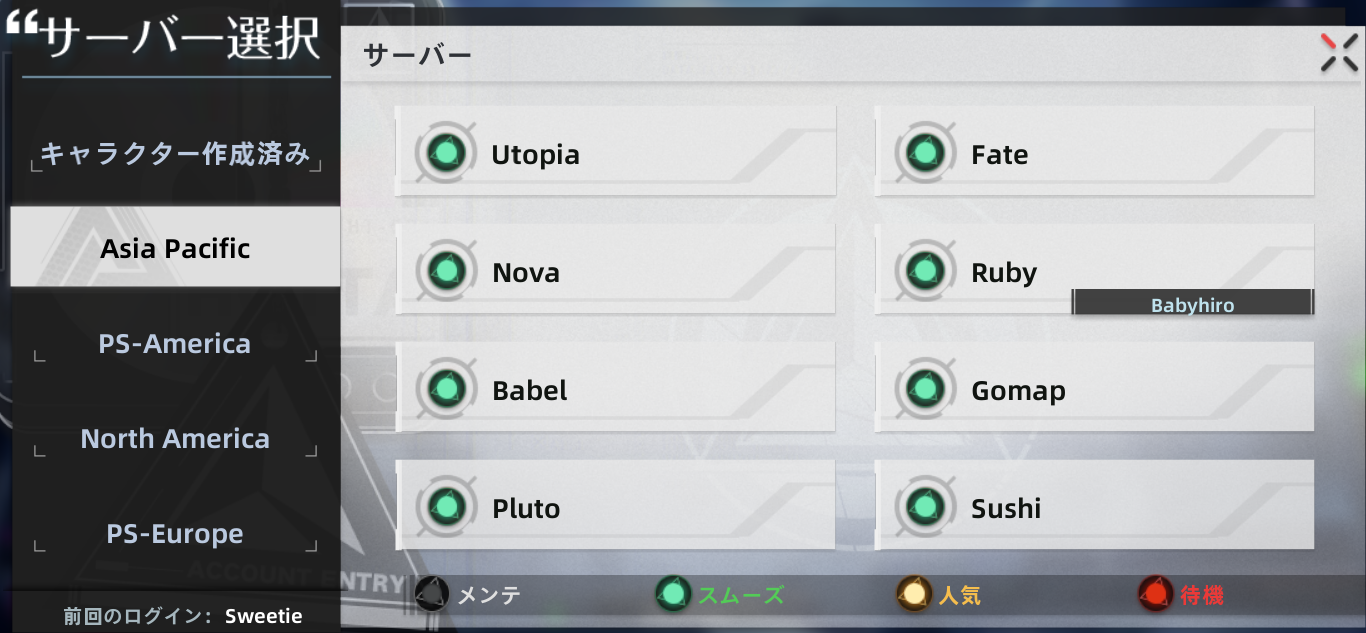 “サーバー選択
サーバー
キャラクター作成済み
Asia Pacific
PS-America
North America
PS-Europe
前回のログイン： Sweetie
Utopia
Fate
Nova
Ruby
Babyhiro
Babel
Gomap
Pluto
Sushi
ACCOUNT ENTRY
メンテ
スムーズ
人気
待機